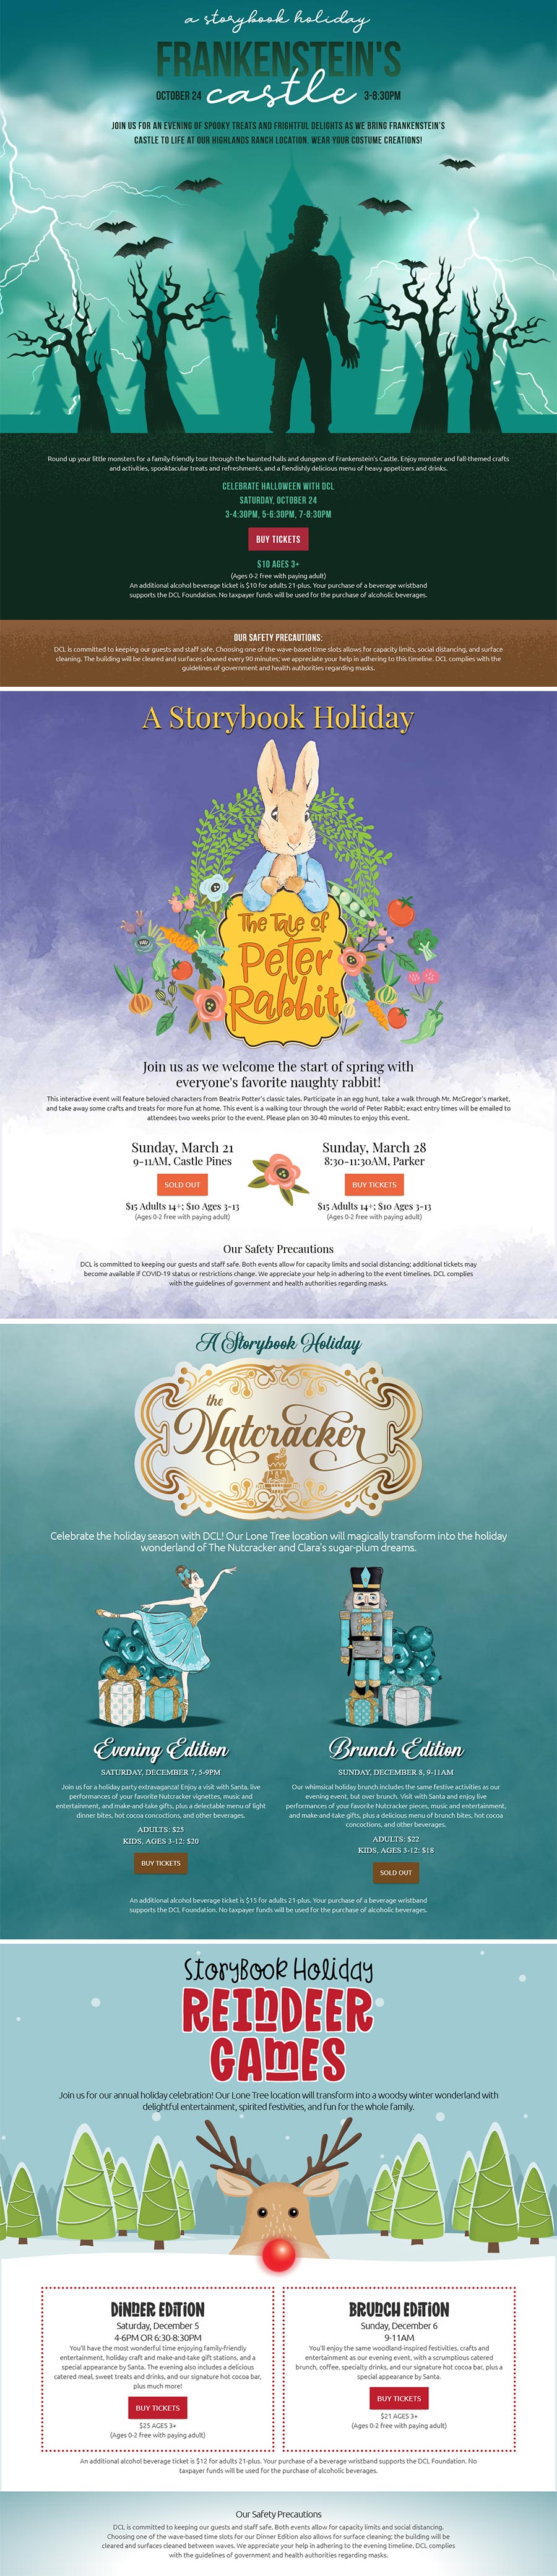 a storybook holiday
FRANKENSTEIN'S
OCTOBER 24 castle 3-8:30PM
JOIN US FOR AN EVENING OF SPOOKY TREATS AND FRIGHTFUL DELIGHTS AS WE BRING FRANKENSTEIN'S
CASTLE TO LIFE AT OUR HIGHLANDS RANCH LOCATION. WEAR YOUR COSTUME CREATIONS!
Round up your little monsters for a family-friendly tour through the haunted halls and dungeon of Frankenstein's Castle. Enjoy monster and fall-themed crafts
and activities, spooktacular treats and refreshments, and a fiendishly delicious menu of heavy appetizers and drinks.
CELEBRATE HALLOWEEN WITH DCL
SATURDAY, OCTOBER 24
3-4:30PM, 5-6:30PM, 7-8:30PM
BUY TICKETS
$10 AGES 3+
(Ages 0-2 free with paying adult)
An additional alcohol beverage ticket is $10 for adults 21-plus. Your purchase of a beverage wristband
supports the DCL Foundation. No taxpayer funds will be used for the purchase of alcoholic beverages.
OUR SAFETY PRECAUTIONS:
DCL is committed to keeping our guests and staff safe. Choosing one of the wave-based time slots allows for capacity limits, social distancing, and surface
cleaning. The building will be cleared and surfaces cleaned every 90 minutes; we appreciate your help in adhering to this timeline. DCL complies with the
guidelines of government and health authorities regarding masks.
A Storybook Holiday
The Tale of
Peter
Rabbit
Join us as we welcome the start of spring with
everyone's favorite naughty rabbit!
This interactive event will feature beloved characters from Beatrix Potter's classic tales. Participate in an egg hunt, take a walk through Mr. McGregor's market,
and take away some crafts and treats for more fun at home. This event is a walking tour through the world of Peter Rabbit; exact entry times will be emailed to
attendees two weeks prior to the event. Please plan on 30-40 minutes to enjoy this event.
Sunday, March 21
9-11AM, Castle Pines
SOLD OUT
$15 Adults 14+; $10 Ages 3-13
(Ages 0-2 free with paying adult)
Sunday, March 28
8:30-11:30AM, Parker
BUY TICKETS
$15 Adults 14+; $10 Ages 3-13
(Ages 0-2 free with paying adult)
Our Safety Precautions
DCL is committed to keeping our guests and staff safe. Both events allow for capacity limits and social distancing; additional tickets may
become available if COVID-19 status or restrictions change. We appreciate your help in adhering to the event timelines. DCL complies
with the guidelines of government and health authorities regarding masks.
A Storybook Holiday
the
Nutcracker
Celebrate the holiday season with DCL! Our Lone Tree location will magically transform into the holiday
wonderland of The Nutcracker and Clara's sugar-plum dreams.
Evening Edition
SATURDAY, DECEMBER 7, 5-9PM
Join us for a holiday party extravaganza! Enjoy a visit with Santa, live
performances of your favorite Nutcracker vignettes, music and
entertainment, and make-and-take gifts, plus a delectable menu of light
dinner bites, hot cocoa concoctions, and other beverages.
ADULTS: $25
KIDS, AGES 3-12: $20
BUY TICKETS
Brunch Edition
SUNDAY, DECEMBER 8, 9-11AM
Our whimsical holiday brunch includes the same festive activities as our
evening event, but over brunch. Visit with Santa and enjoy live
performances of your favorite Nutcracker pieces, music and entertainment,
and make-and-take gifts, plus a delicious menu of brunch bites, hot cocoa
concoctions, and other beverages.
ADULTS: $22
KIDS, AGES 3-12: $18
SOLD OUT
An additional alcohol beverage ticket is $15 for adults 21-plus. Your purchase of a beverage wristband
supports the DCL Foundation. No taxpayer funds will be used for the purchase of alcoholic beverages.
StoryBook Holiday
REINDEER
GAMES
Join us for our annual holiday celebration! Our Lone Tree location will transform into a woodsy winter wonderland with
delightful entertainment, spirited festivities, and fun for the whole family.
DINNER EDITION
Saturday, December 5
4-6PM OR 6:30-8:30PM
You'll have the most wonderful time enjoying family-friendly
entertainment, holiday craft and make-and-take gift stations, and a
special appearance by Santa. The evening also includes a delicious
catered meal, sweet treats and drinks, and our signature hot cocoa bar,
plus much more!
BUY TICKETS
$25 AGES 3+
(Ages 0-2 free with paying adult)
BRUNCH EDITION
Sunday, December 6
9-11AM
You'll enjoy the same woodland-inspired festivities, crafts and
entertainment as our evening event, with a scrumptious catered
brunch, coffee, specialty drinks, and our signature hot cocoa bar, plus a
special appearance by Santa.
BUY TICKETS
$21 AGES 3+
(Ages 0-2 free with paying adult)
An additional alcohol beverage ticket is $12 for adults 21-plus. Your purchase of a beverage wristband supports the DCL Foundation. No
taxpayer funds will be used for the purchase of alcoholic beverages.
Our Safety Precautions
DCL is committed to keeping our guests and staff safe. Both events allow for capacity limits and social distancing.
Choosing one of the wave-based time slots for our Dinner Edition also allows for surface cleaning; the building will be
cleared and surfaces cleaned between waves. We appreciate your help in adhering to the evening timeline. DCL complies
with the guidelines of government and health authorities regarding masks.